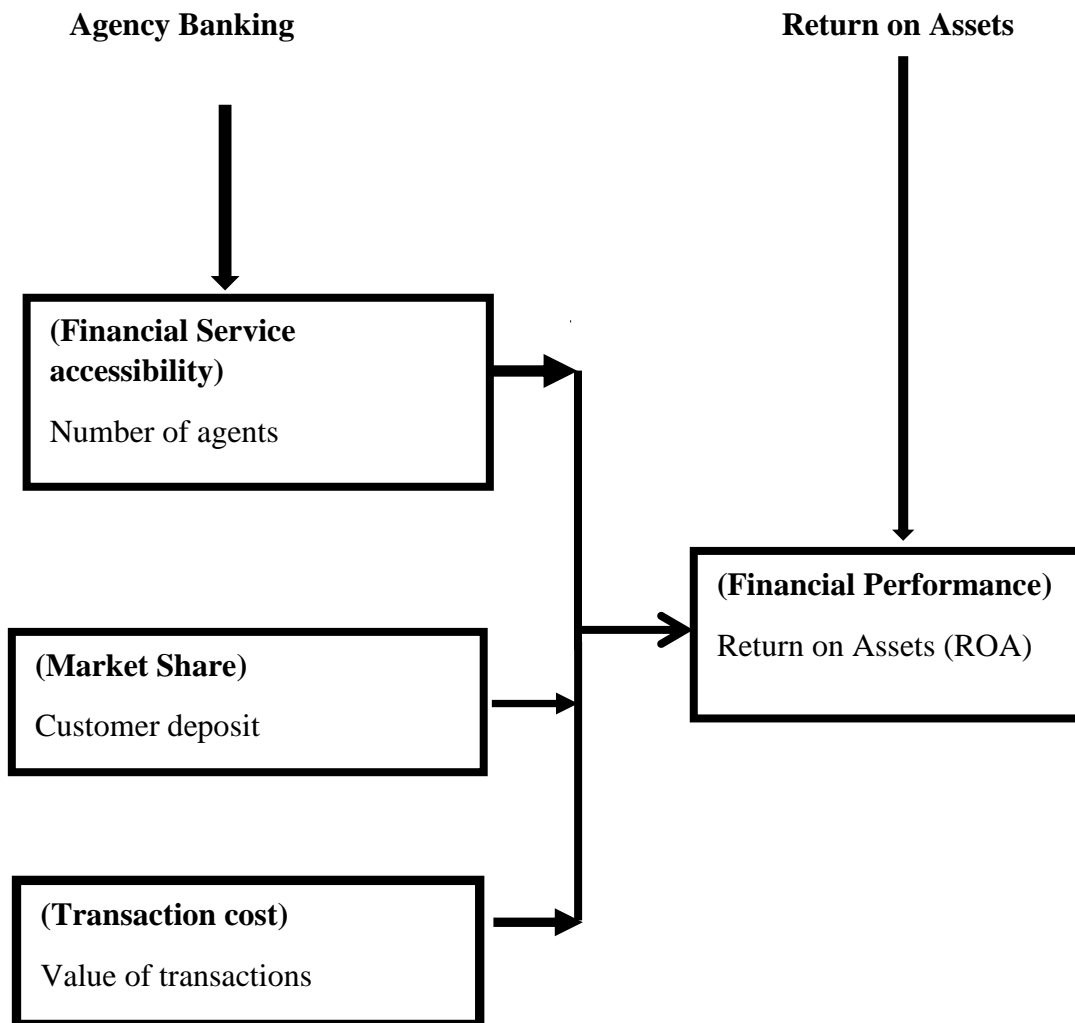 Agency Banking
Return on Assets
(Financial Service
accessibility)
Number of agents
(Financial Performance)
Return on Assets (ROA)
(Market Share)
Customer deposit
(Transaction cost)
Value of transactions